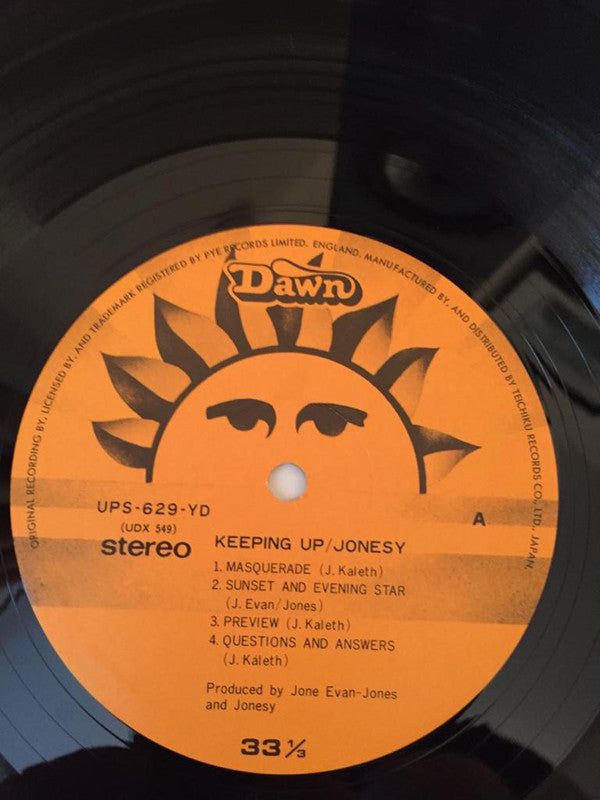 ORIGINAL RECORDING BY, LICENSED BY, AND TRADEMARK REGISTERED BY PYE RECORDS LIMITED. ENGLAND. MANUFACTURED BY, AND DISTRIBUTED BY TEICHIKU RECORDS CO., LTD., JAPAN.
Dawn
UPS-629-YD
(UDX 549)
A
stereo
KEEPING UP/JONESY
1. MASQUERADE (J. Kaleth)
2. SUNSET AND EVENING STAR
(J. Evan/Jones)
3. PREVIEW (J. Kaleth)
4. QUESTIONS AND ANSWERS
(J. Kaleth)
Produced by Jone Evan-Jones
and Jonesy
33 ⅓